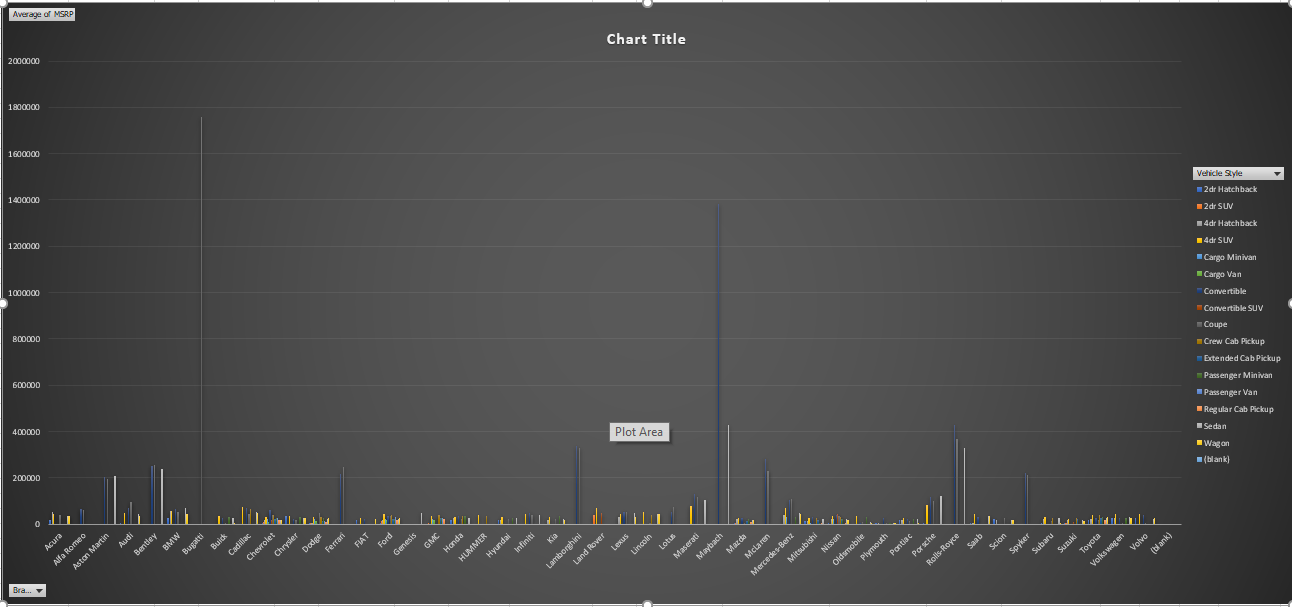 Average of MSRP
Chart Title
2000000
1800000
1600000
1400000
1200000
1000000
800000
600000
400000
200000
0
Plot Area
Acura
Alfa Romeo
Aston Martin
Audi
Bentley
BMW
Bugatti
Buick
Cadillac
Chevrolet
Chrysler
Dodge
Ferrari
FIAT
Ford
Genesis
GMC
Honda
HUMMER
Hyundai
Infiniti
Kia
Lamborghini
Land Rover
Lexus
Lincoln
Lotus
Maserati
Maybach
Mazda
McLaren
Mercedes-Benz
Mitsubishi
Nissan
Oldsmobile
Plymouth
Pontiac
Porsche
Rolls-Royce
Saab
Scion
Spyker
Subaru
Suzuki
Toyota
Volkswagen
Volvo
(blank)
Vehicle Style
2dr Hatchback
2dr SUV
4dr Hatchback
4dr SUV
Cargo Minivan
Cargo Van
Convertible
Convertible SUV
Coupe
Crew Cab Pickup
Extended Cab Pickup
Passenger Minivan
Passenger Van
Regular Cab Pickup
Sedan
Wagon
(blank)
Bra...